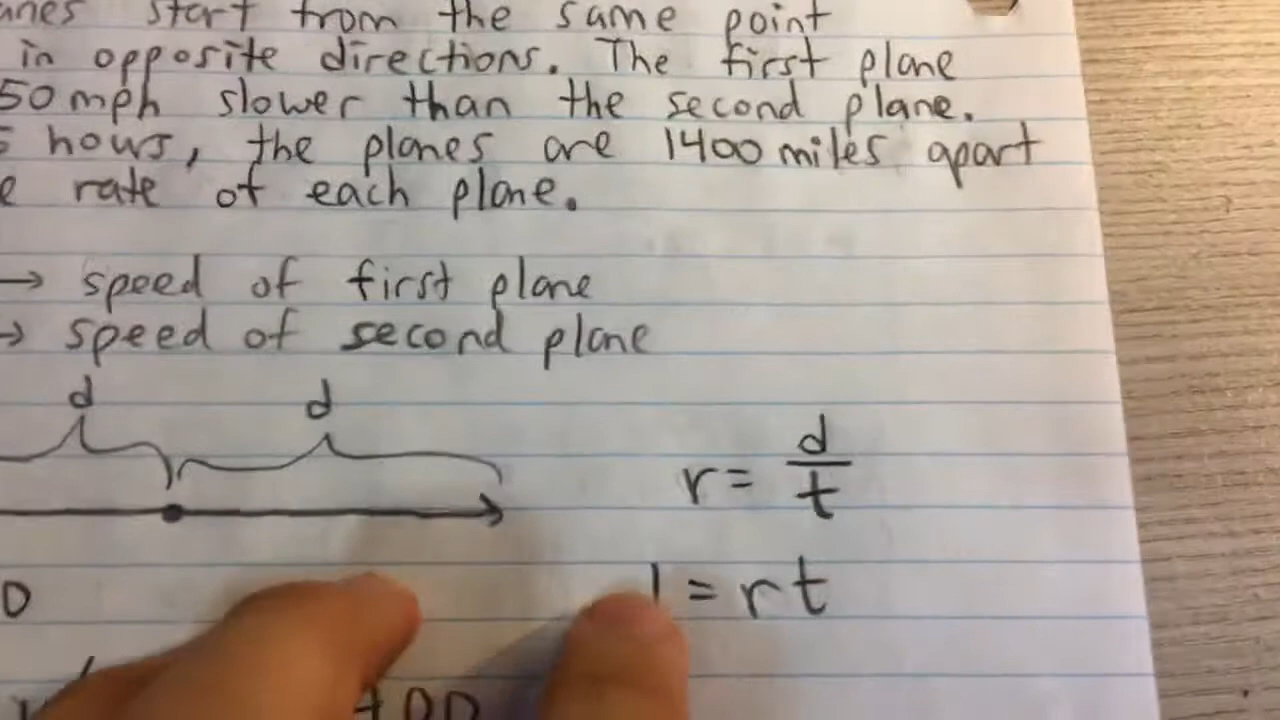 start from the same point
in opposite directions. The first plane
50mph slower than the second plane.
hours, the planes are 1400 miles apart
rate of each plane.
→ speed of first plane
→ speed of second plane
d d
r = d/t
= rt